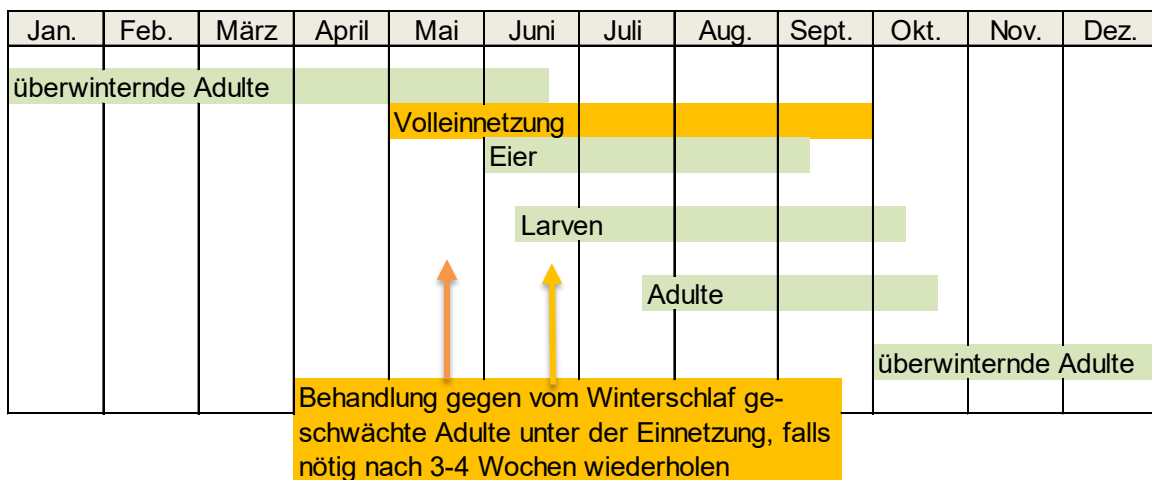 Jan. Feb. März April Mai Juni Juli Aug. Sept. Okt. Nov. Dez.
überwinternde Adulte
Volleinnetzung
Eier
Larven
Adulte
überwinternde Adulte
Behandlung gegen vom Winterschlaf ge-
schwächte Adulte unter der Einnetzung, falls
nötig nach 3-4 Wochen wiederholen